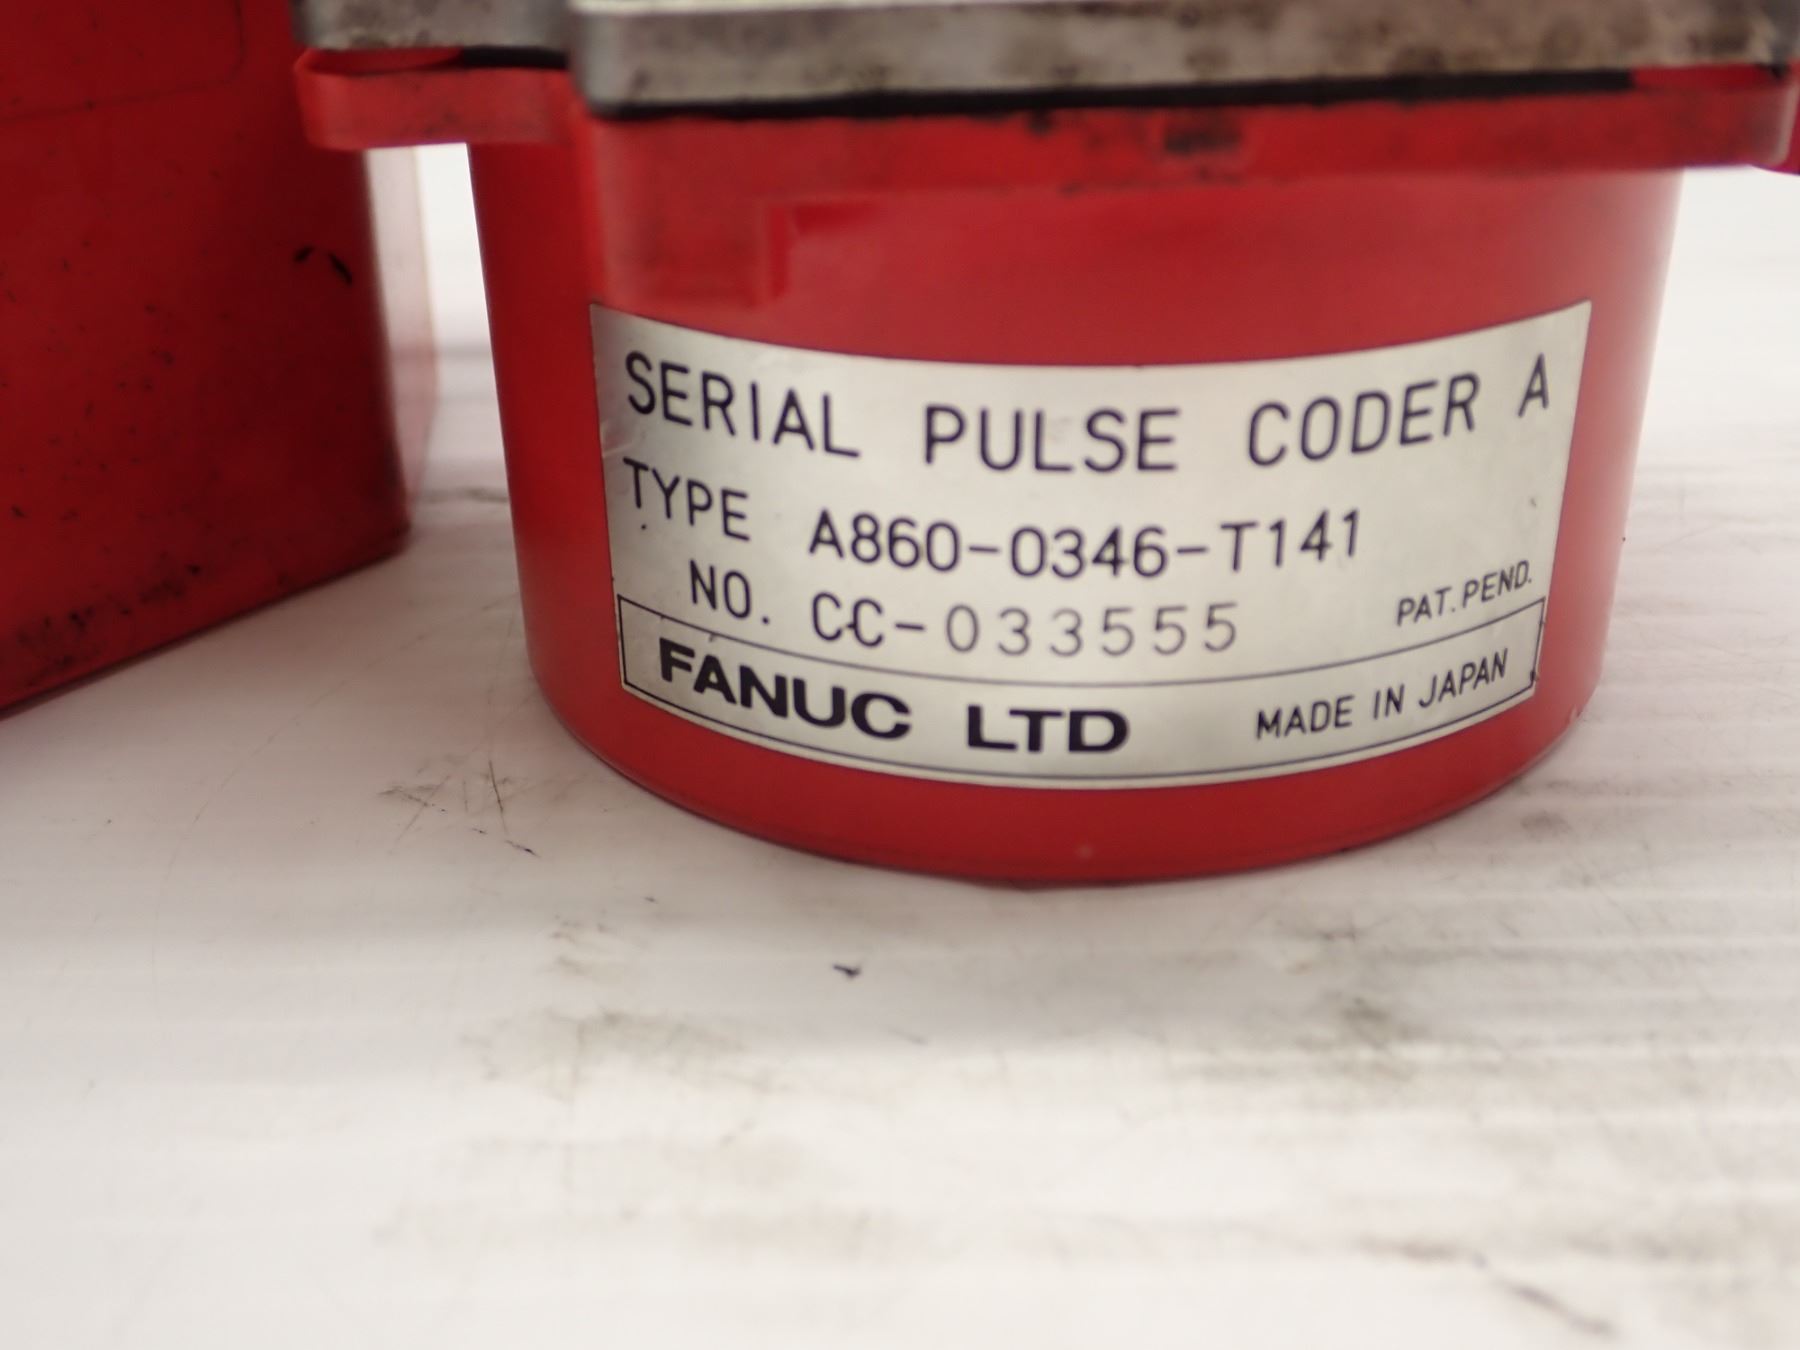 SERIAL PULSE CODER A
TYPE A860-0346-T141
NO. CC-033555 PAT. PEND.
FANUC LTD MADE IN JAPAN